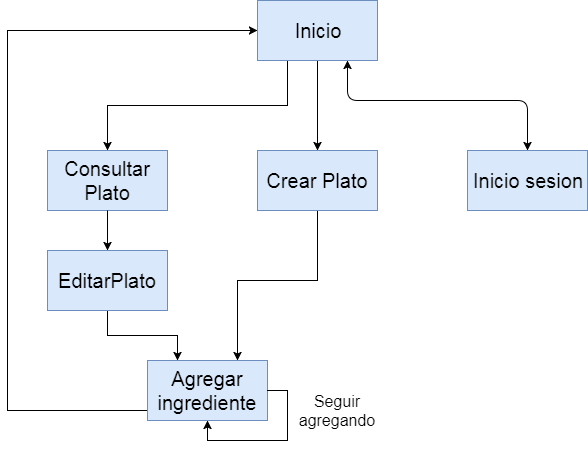 Inicio
Consultar
Plato
Crear Plato
Inicio sesion
EditarPlato
Agregar
ingrediente
Seguir
agregando